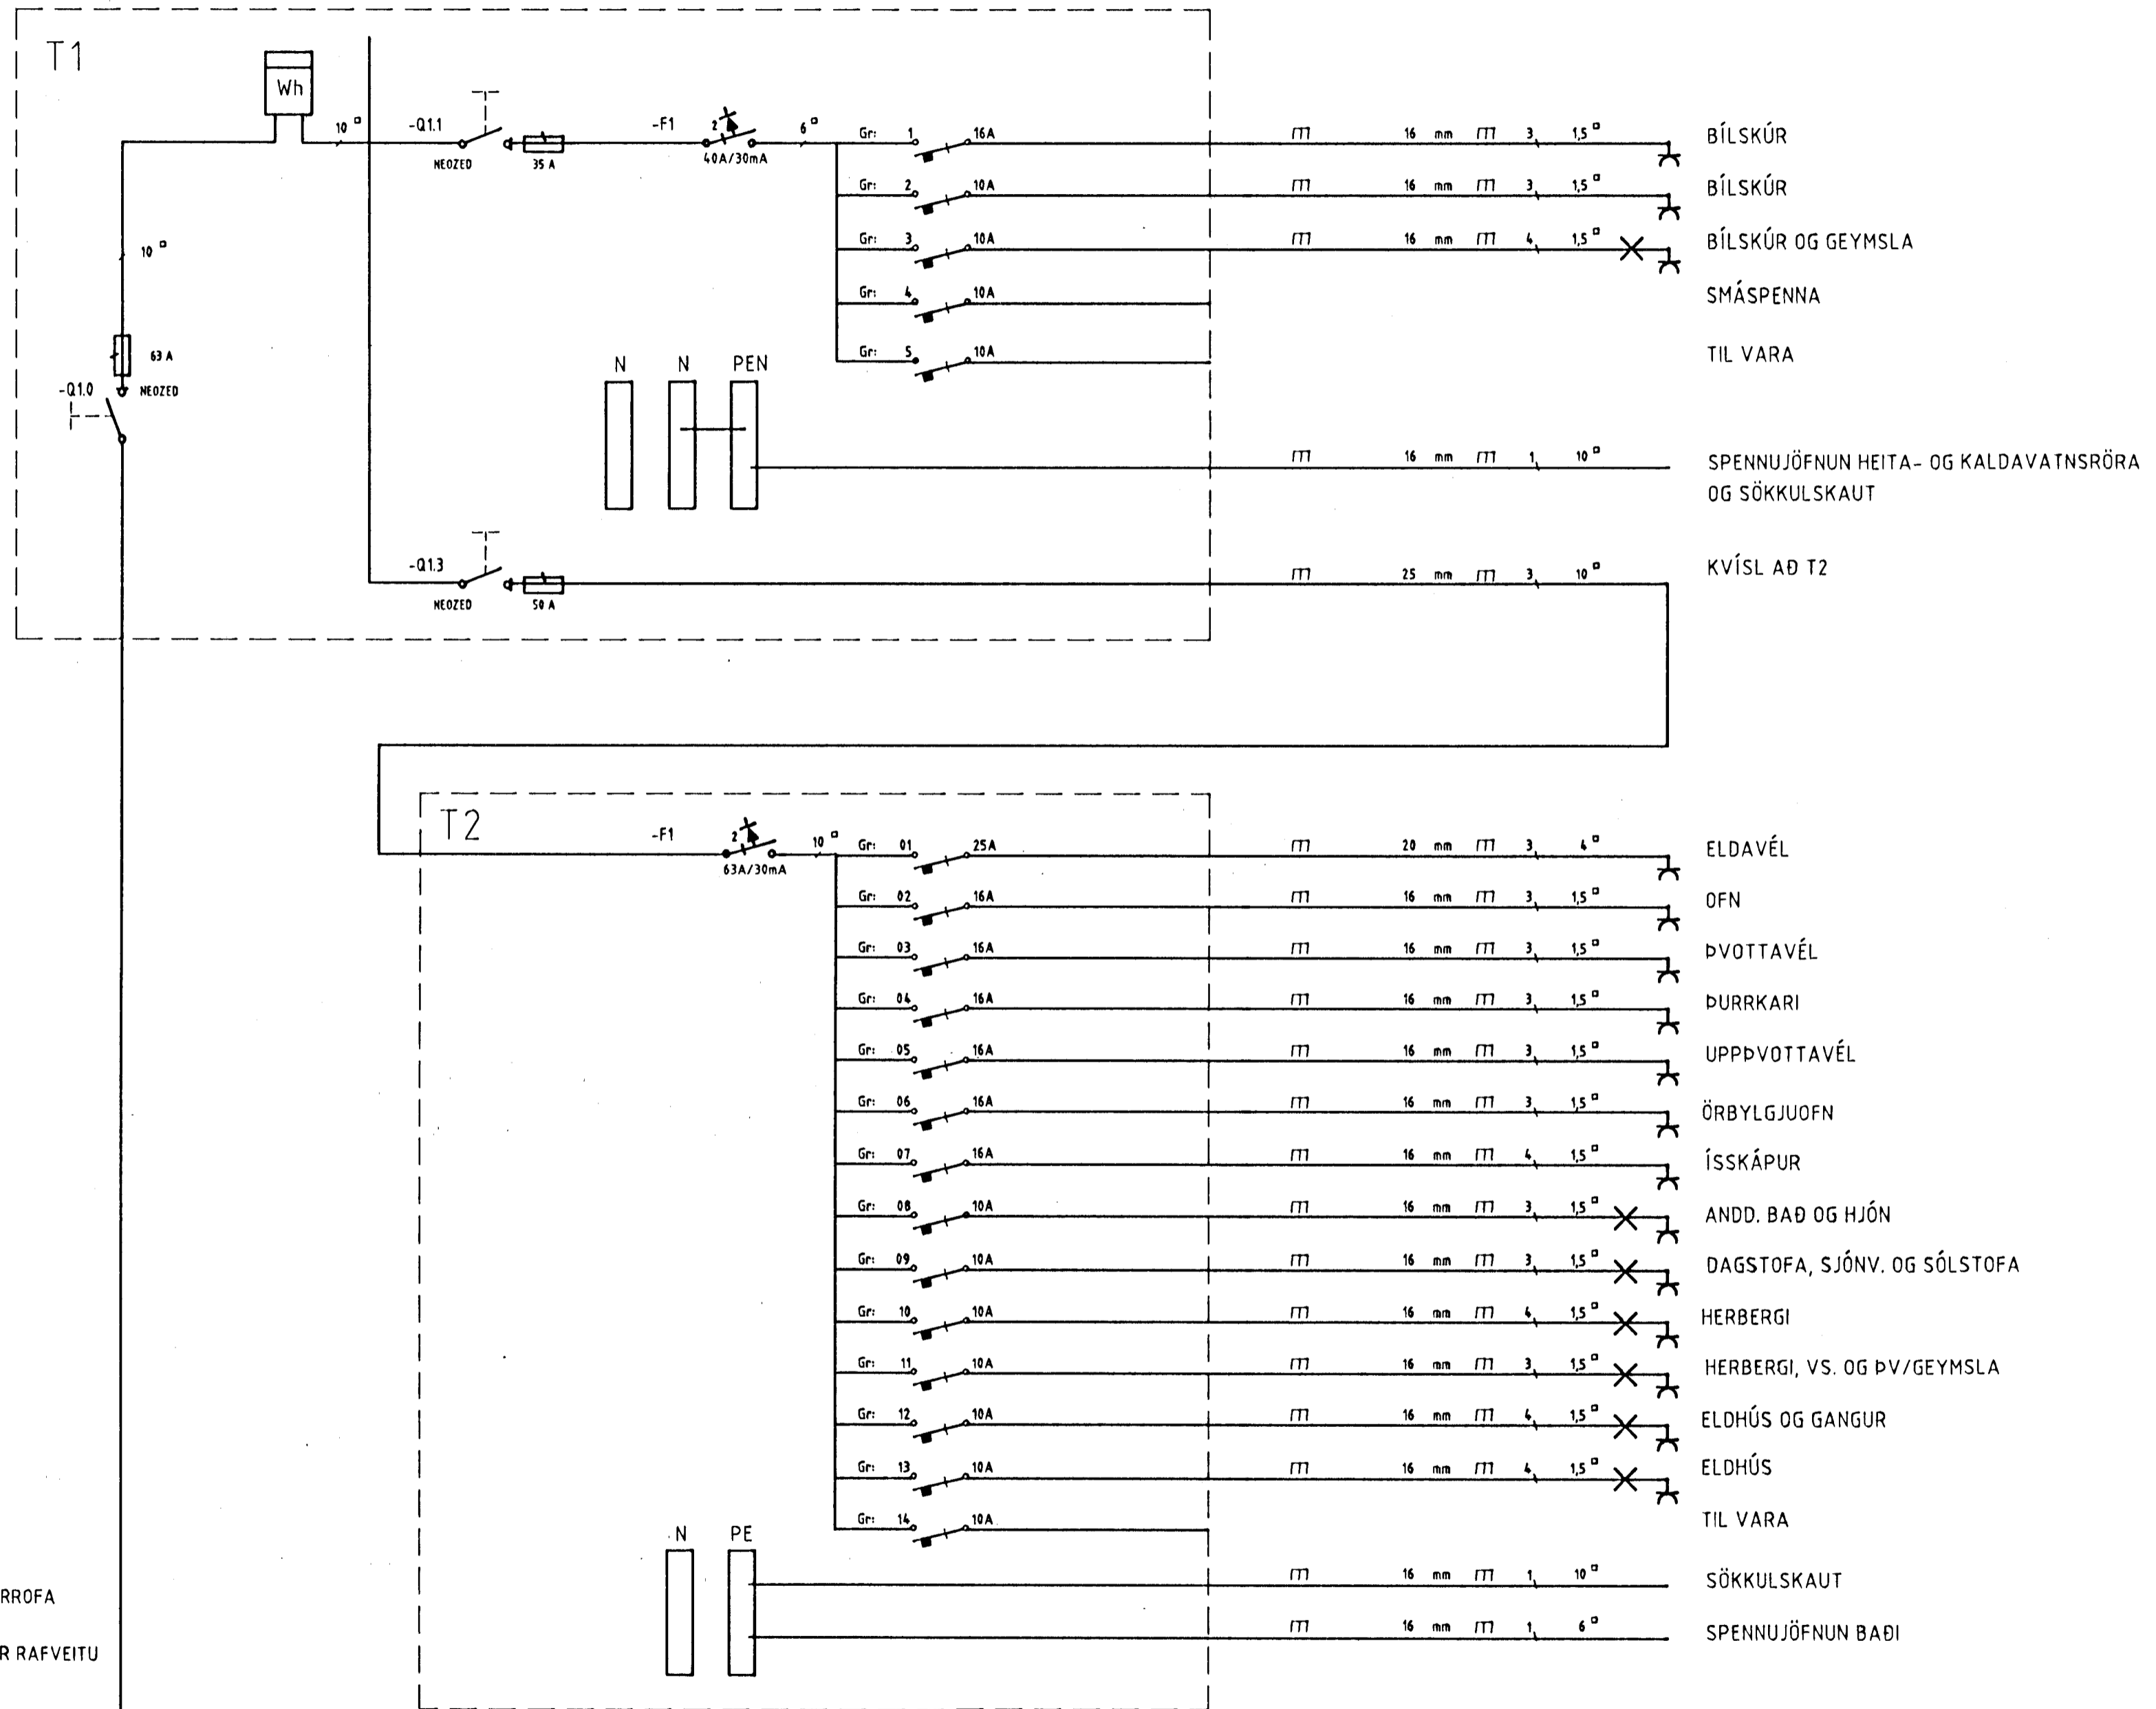 T1
Wh
10 □ -Q1.1 NEOZED 35 A -F1 2 40A/30mA 6 □ Gr: 1 16A 16 mm 3 1,5 □ BÍLSKÚR
Gr: 2 10A 16 mm 3 1,5 □ BÍLSKÚR
10 □ Gr: 3 10A 16 mm 4 1,5 □ BÍLSKÚR OG GEYMSLA
Gr: 4 10A SMÁSPENNA
63 A Gr: 5 10A TIL VARA
-Q1.0 NEOZED
N N PEN
16 mm 1 10 □ SPENNUJÖFNUN HEITA- OG KALDAVATNSRÖRA
OG SÖKKULSKAUT
-Q1.3 NEOZED 50 A 25 mm 3 10 □ KVÍSL AÐ T2
T2
-F1 2 63A/30mA 10 □ Gr: 01 25A 20 mm 3 4 □ ELDAVÉL
Gr: 02 16A 16 mm 3 1,5 □ OFN
Gr: 03 16A 16 mm 3 1,5 □ ÞVOTTAVÉL
Gr: 04 16A 16 mm 3 1,5 □ ÞURRKARI
Gr: 05 16A 16 mm 3 1,5 □ UPPÞVOTTAVÉL
Gr: 06 16A 16 mm 3 1,5 □ ÖRBYLGJUOFN
Gr: 07 16A 16 mm 4 1,5 □ ÍSSKÁPUR
Gr: 08 10A 16 mm 3 1,5 □ ANDD. BAÐ OG HJÓN
Gr: 09 10A 16 mm 3 1,5 □ DAGSTOFA, SJÓNV. OG SÓLSTOFA
Gr: 10 10A 16 mm 4 1,5 □ HERBERGI
Gr: 11 10A 16 mm 3 1,5 □ HERBERGI, VS. OG ÞV/GEYMSLA
Gr: 12 10A 16 mm 4 1,5 □ ELDHÚS OG GANGUR
Gr: 13 10A 16 mm 4 1,5 □ ELDHÚS
Gr: 14 10A TIL VARA
N PE
16 mm 1 10 □ SÖKKULSKAUT
16 mm 1 6 □ SPENNUJÖFNUN BAÐI
RROFA
R RAFVEITU